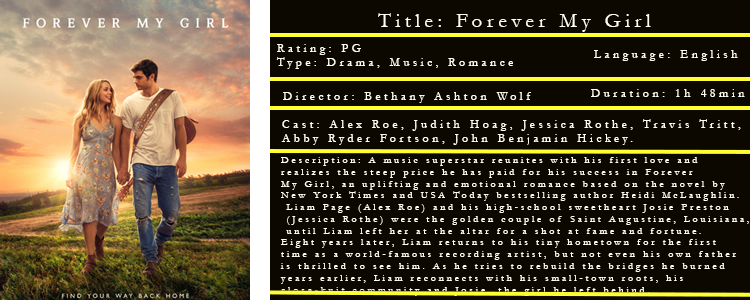 FOREVER MY GIRL
FIND YOUR WAY BACK HOME
Title: Forever My Girl
Rating: PG
Type: Drama, Music, Romance
Language: English
Director: Bethany Ashton Wolf
Duration: 1h 48min
Cast: Alex Roe, Judith Hoag, Jessica Rothe, Travis Tritt,
Abby Ryder Fortson, John Benjamin Hickey.
Description: A music superstar reunites with his first love and
realizes the steep price he has paid for his success in Forever
My Girl, an uplifting and emotional romance based on the novel by
New York Times and USA Today bestselling author Heidi McLaughlin.
Liam Page (Alex Roe) and his high-school sweetheart Josie Preston
(Jessica Rothe) were the golden couple of Saint Augustine, Louisiana,
until Liam left her at the altar for a shot at fame and fortune.
Eight years later, Liam returns to his tiny hometown for the first
time as a world-famous recording artist, but not even his own father
is thrilled to see him. As he tries to rebuild the bridges he burned
years earlier, Liam reconnects with his small-town roots, his
close-knit community and Josie, the girl he left behind.